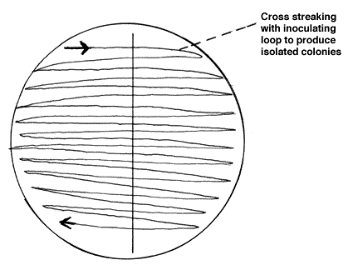 Cross streaking
with inoculating
loop to produce
isolated colonies